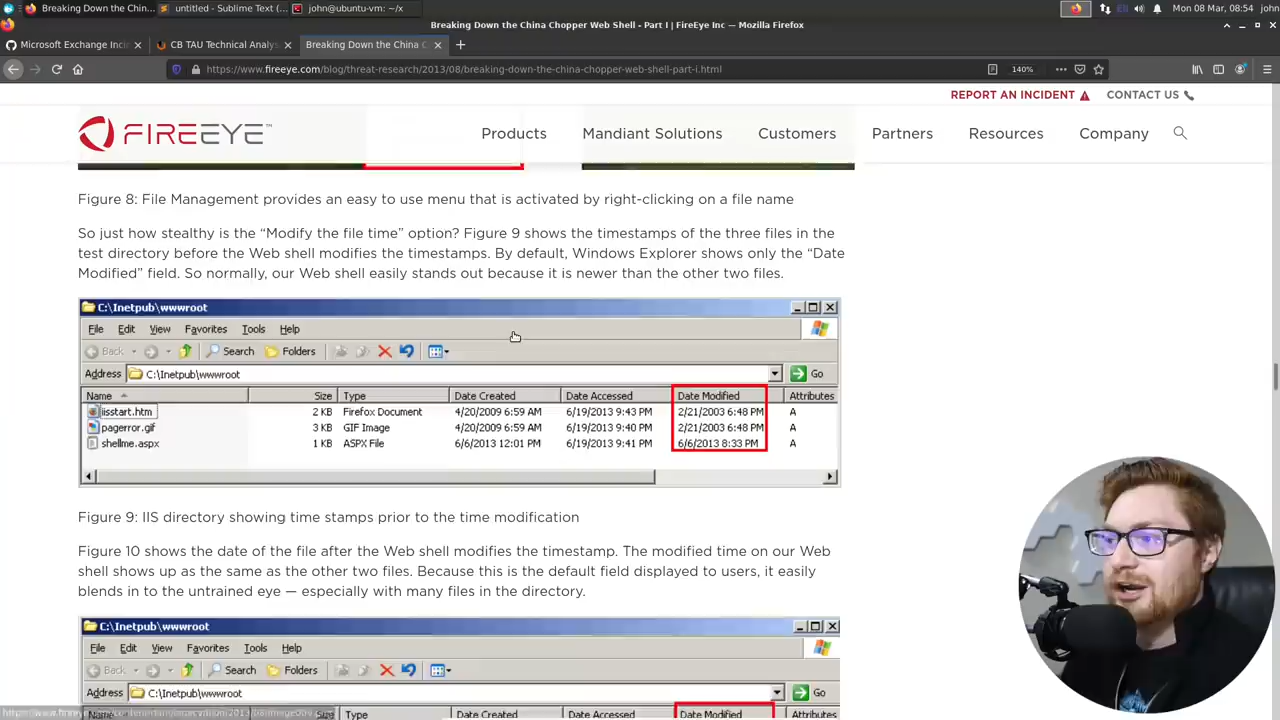 Breaking Down the Chin...
untitled - Sublime Text (...
john@ubuntu-vm: ~/x
Mon 08 Mar, 08:54
john
Breaking Down the China Chopper Web Shell - Part I | FireEye Inc — Mozilla Firefox
Microsoft Exchange Inci
CB TAU Technical Analys
Breaking Down the China C
https://www.fireeye.com/blog/threat-research/2013/08/breaking-down-the-china-chopper-web-shell-part-i.html
140%
REPORT AN INCIDENT
CONTACT US
FIREEYE™
Products
Mandiant Solutions
Customers
Partners
Resources
Company
Figure 8: File Management provides an easy to use menu that is activated by right-clicking on a file name
So just how stealthy is the “Modify the file time” option? Figure 9 shows the timestamps of the three files in the
test directory before the Web shell modifies the timestamps. By default, Windows Explorer shows only the “Date
Modified” field. So normally, our Web shell easily stands out because it is newer than the other two files.
C:\Inetpub\wwwroot
File Edit View Favorites Tools Help
Back Search Folders
Address C:\Inetpub\wwwroot Go
Name Size Type Date Created Date Accessed Date Modified Attributes
iisstart.htm 2 KB Firefox Document 4/20/2009 6:59 AM 6/19/2013 9:43 PM 2/21/2003 6:48 PM A
pagerror.gif 3 KB GIF Image 4/20/2009 6:59 AM 6/19/2013 9:40 PM 2/21/2003 6:48 PM A
shellme.aspx 1 KB ASPX File 6/6/2013 12:01 PM 6/19/2013 9:41 PM 6/6/2013 8:33 PM A
Figure 9: IIS directory showing time stamps prior to the time modification
Figure 10 shows the date of the file after the Web shell modifies the timestamp. The modified time on our Web
shell shows up as the same as the other two files. Because this is the default field displayed to users, it easily
blends in to the untrained eye — especially with many files in the directory.
C:\Inetpub\wwwroot
File Edit View Favorites Tools Help
Back Search Folders
Address C:\Inetpub\wwwroot Go
Size Type Date Created Date Accessed Date Modified Attributes